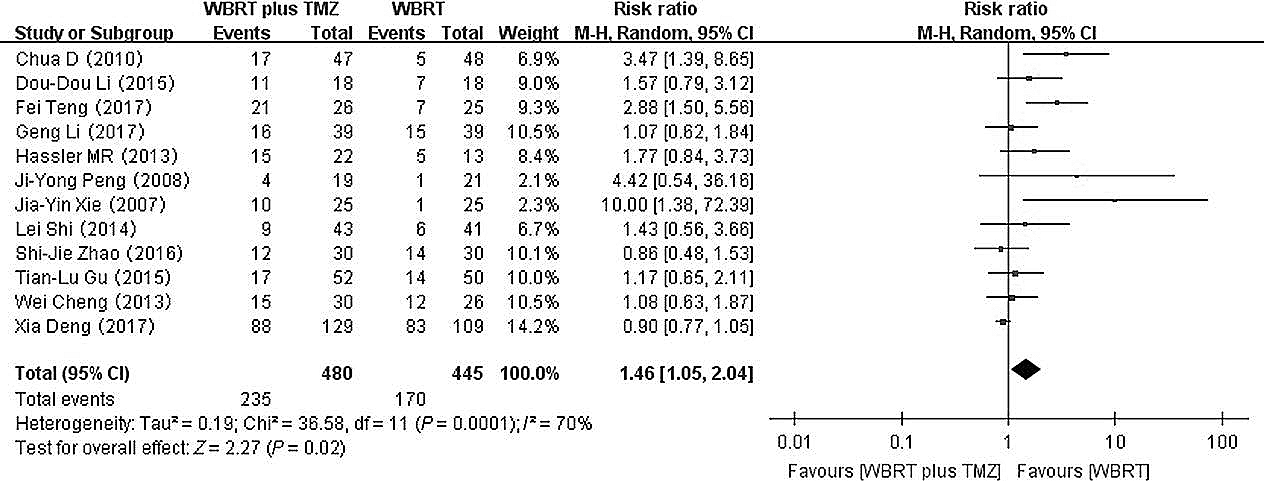 WBRT plus TMZ WBRT Risk ratio Risk ratio
Study or Subgroup Events Total Events Total Weight M-H, Random, 95% CI M-H, Random, 95% CI
Chua D (2010) 17 47 5 48 6.9% 3.47 [1.39, 8.65]
Dou-Dou Li (2015) 11 18 7 18 9.0% 1.57 [0.79, 3.12]
Fei Teng (2017) 21 26 7 25 9.3% 2.88 [1.50, 5.56]
Geng Li (2017) 16 39 15 39 10.5% 1.07 [0.62, 1.84]
Hassler MR (2013) 15 22 5 13 8.4% 1.77 [0.84, 3.73]
Ji-Yong Peng (2008) 4 19 1 21 2.1% 4.42 [0.54, 36.16]
Jia-Yin Xie (2007) 10 25 1 25 2.3% 10.00 [1.38, 72.39]
Lei Shi (2014) 9 43 6 41 6.7% 1.43 [0.56, 3.66]
Shi-Jie Zhao (2016) 12 30 14 30 10.1% 0.86 [0.48, 1.53]
Tian-Lu Gu (2015) 17 52 14 50 10.0% 1.17 [0.65, 2.11]
Wei Cheng (2013) 15 30 12 26 10.5% 1.08 [0.63, 1.87]
Xia Deng (2017) 88 129 83 109 14.2% 0.90 [0.77, 1.05]
Total (95% CI) 480 445 100.0% 1.46 [1.05, 2.04]
Total events 235 170
Heterogeneity: Tau² = 0.19; Chi² = 36.58, df = 11 (P = 0.0001); I² = 70%
Test for overall effect: Z = 2.27 (P = 0.02)
0.01 0.1 1 10 100
Favours [WBRT plus TMZ] Favours [WBRT]